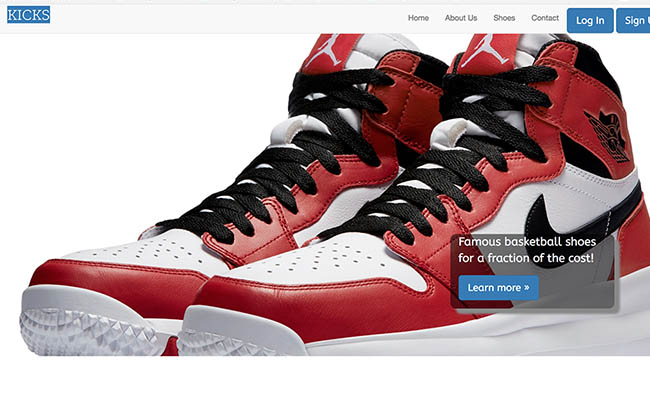 KICKS
Home About Us Shoes Contact Log In Sign U
Famous basketball shoes
for a fraction of the cost!
Learn more »